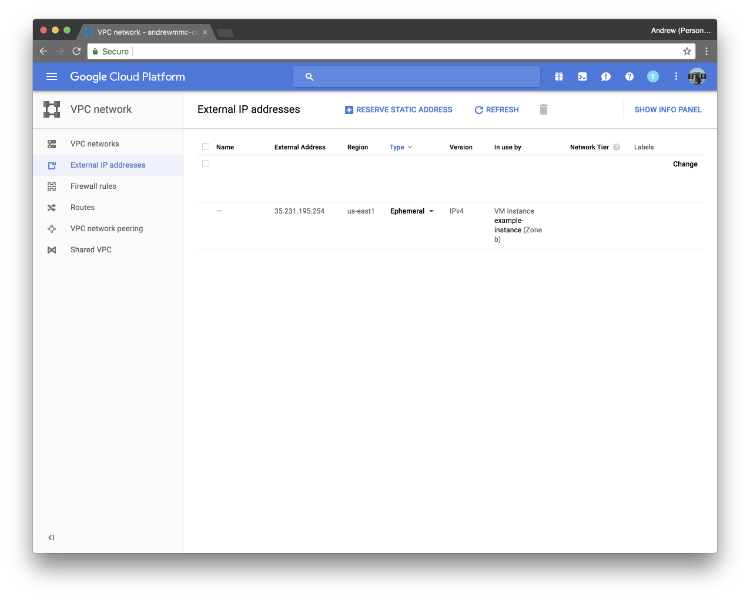 VPC network - andrewmmc-c
Andrew (Person...
Secure
Google Cloud Platform
1
VPC network
External IP addresses
RESERVE STATIC ADDRESS
REFRESH
SHOW INFO PANEL
VPC networks
External IP addresses
Firewall rules
Routes
VPC network peering
Shared VPC
Name External Address Region Type Version In use by Network Tier Labels
Change
— 35.231.195.254 us-east1 Ephemeral IPv4 VM instance
example-
instance (Zone
b)